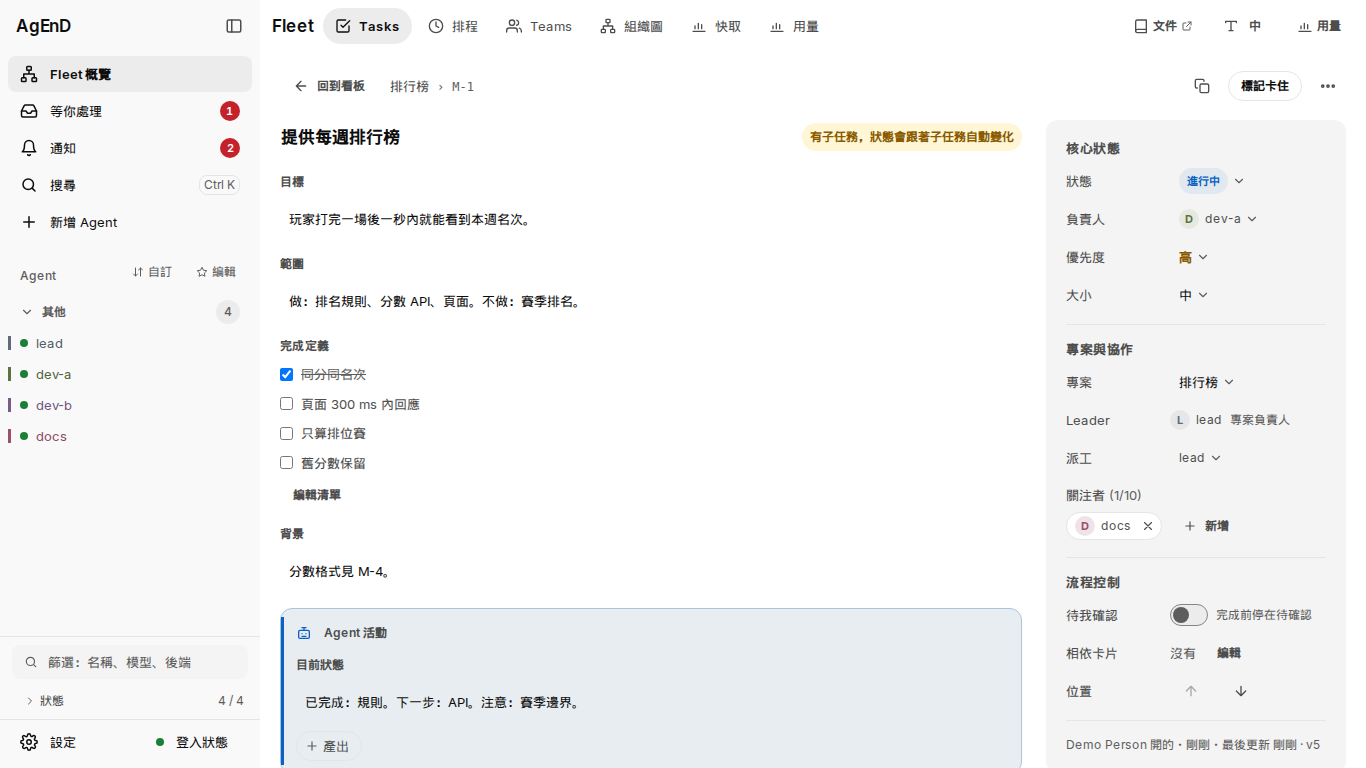 AgEnD
Fleet 概覽
等你處理 1
通知 2
搜尋 Ctrl K
新增 Agent
Agent 自訂 編輯
其他 4
lead
dev-a
dev-b
docs
篩選：名稱、模型、後端
狀態 4 / 4
設定 登入狀態
Fleet Tasks 排程 Teams 組織圖 快取 用量 文件 中 用量
回到看板 排行榜 › M-1 標記卡住
提供每週排行榜 有子任務，狀態會跟著子任務自動變化
目標
玩家打完一場後一秒內就能看到本週名次。
範圍
做：排名規則、分數 API、頁面。不做：賽季排名。
完成定義
同分同名次
頁面 300 ms 內回應
只算排位賽
舊分數保留
編輯清單
背景
分數格式見 M-4。
Agent 活動
目前狀態
已完成：規則。下一步：API。注意：賽季邊界。
產出
核心狀態
狀態 進行中
負責人 D dev-a
優先度 高
大小 中
專案與協作
專案 排行榜
Leader L lead 專案負責人
派工 lead
關注者 (1/10)
D docs 新增
流程控制
待我確認 完成前停在待確認
相依卡片 沒有 編輯
位置
Demo Person 開的・剛剛・最後更新 剛剛 · v5